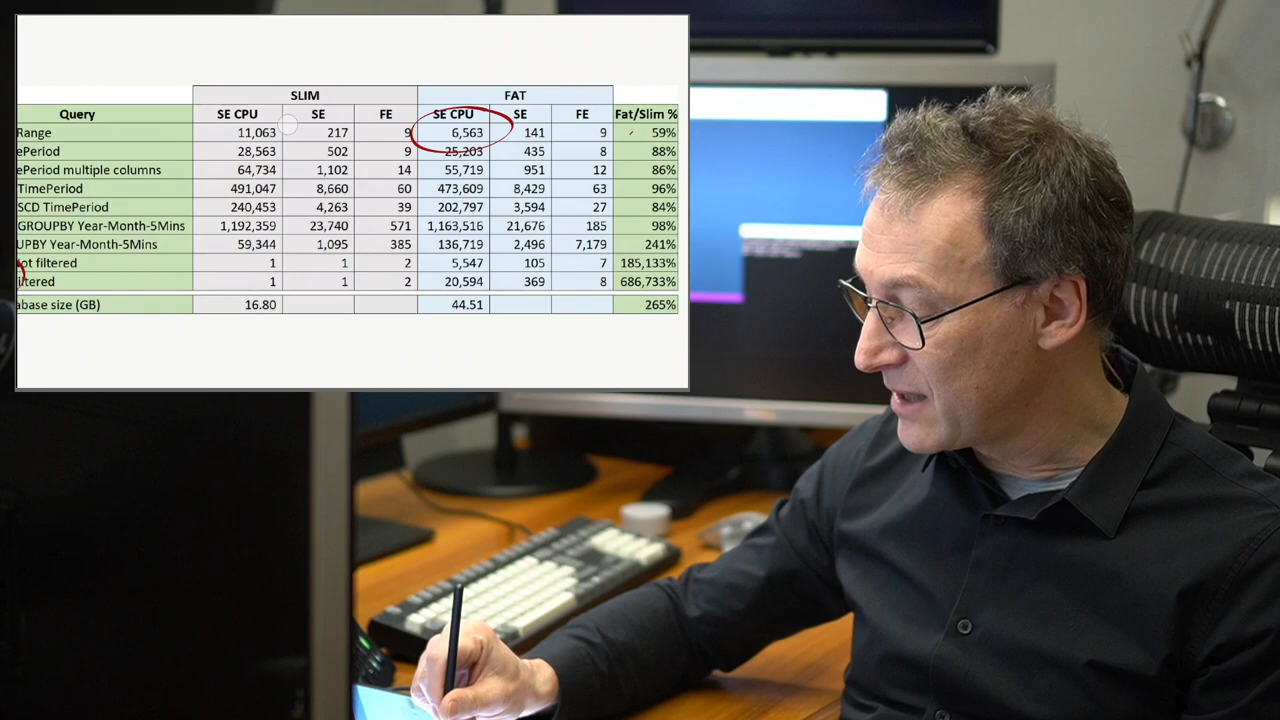 SLIM FAT
Query SE CPU SE FE SE CPU SE FE Fat/Slim %
Range 11,063 217 9 6,563 141 9 59%
ePeriod 28,563 502 9 25,203 435 8 88%
ePeriod multiple columns 64,734 1,102 14 55,719 951 12 86%
TimePeriod 491,047 8,660 60 473,609 8,429 63 96%
SCD TimePeriod 240,453 4,263 39 202,797 3,594 27 84%
GROUPBY Year-Month-5Mins 1,192,359 23,740 571 1,163,516 21,676 185 98%
UPBY Year-Month-5Mins 59,344 1,095 385 136,719 2,496 7,179 241%
ot filtered 1 1 2 5,547 105 7 185,133%
iltered 1 1 2 20,594 369 8 686,733%
abase size (GB) 16.80 44.51 265%